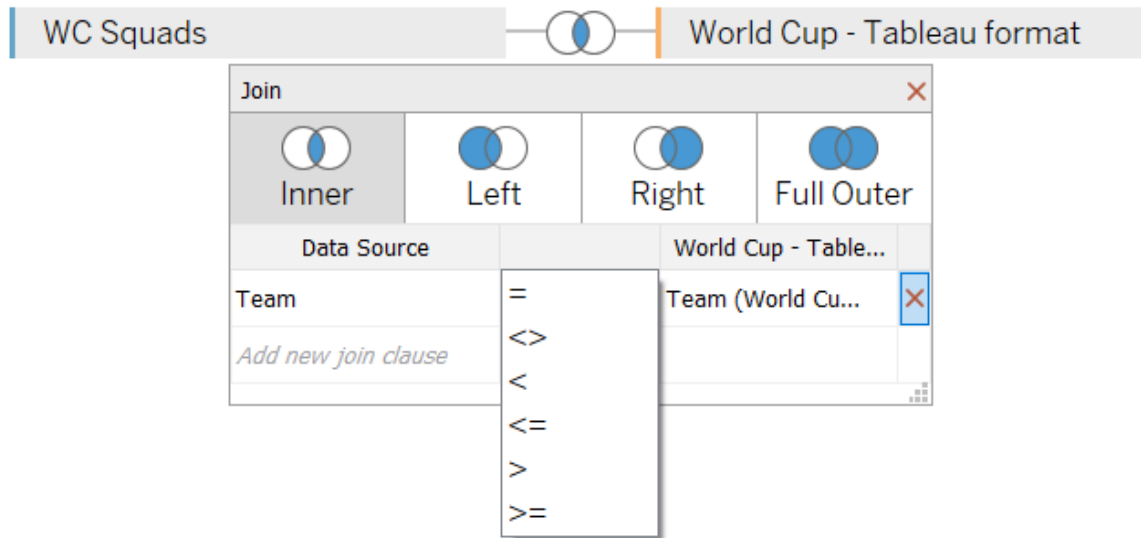 WC Squads World Cup - Tableau format
Join
Inner Left Right Full Outer
Data Source World Cup - Table...
Team = Team (World Cu...
<>
Add new join clause
<
<=
>
>=